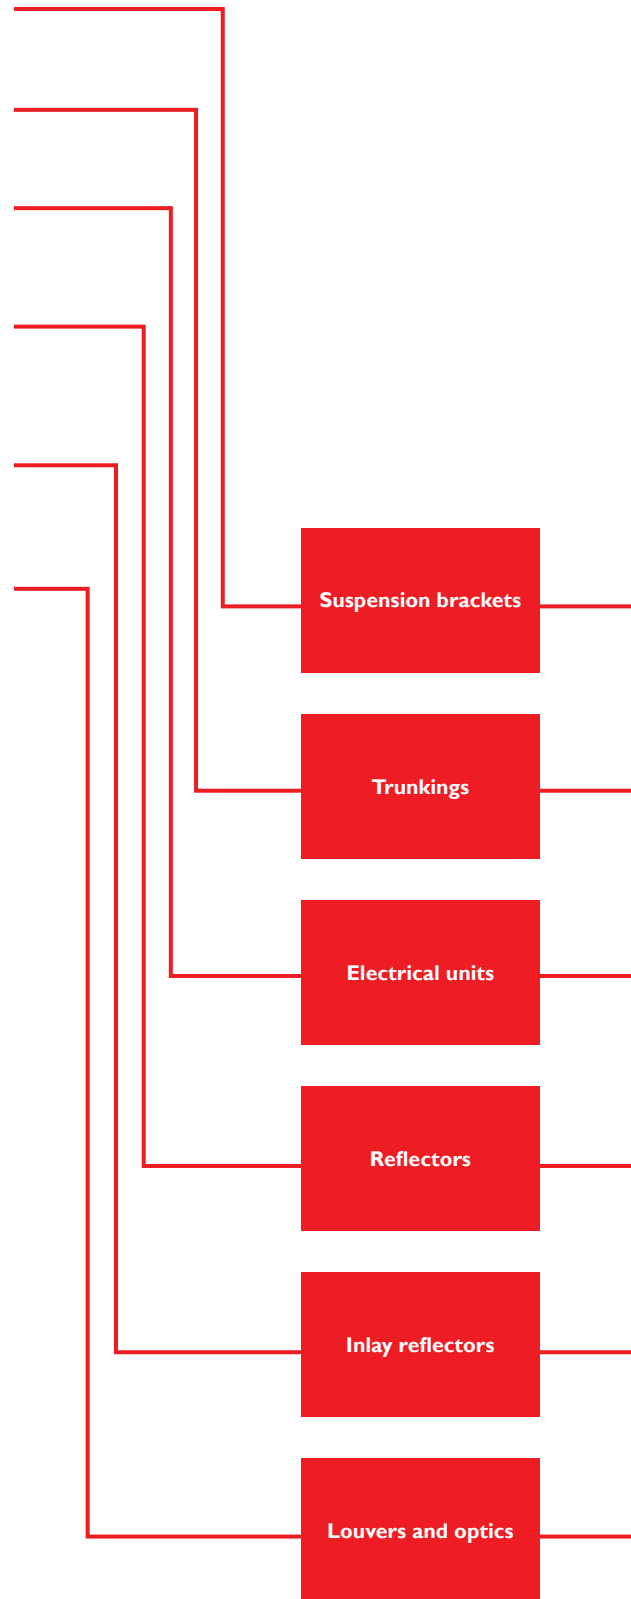 Suspension brackets
Trunkings
Electrical units
Reflectors
Inlay reflectors
Louvers and optics